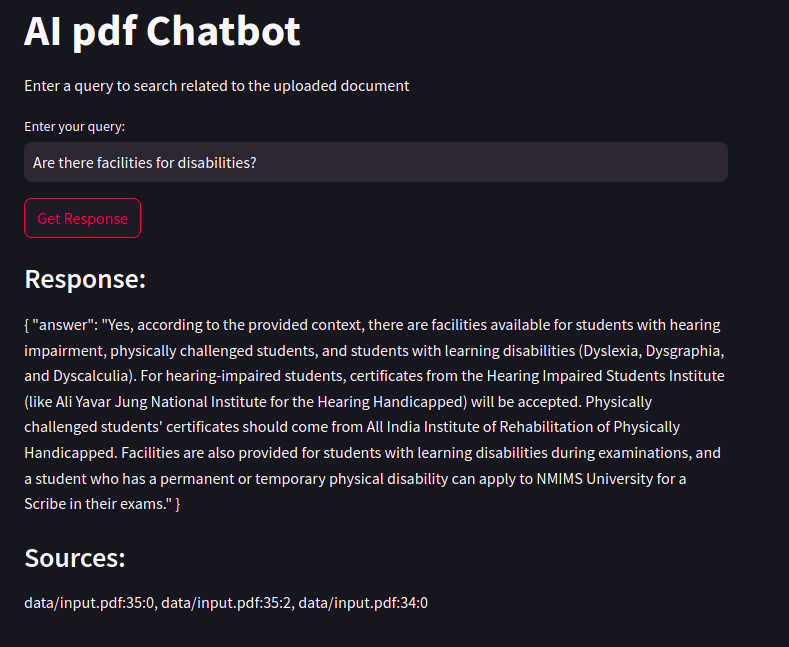 AI pdf Chatbot
Enter a query to search related to the uploaded document
Enter your query:
Are there facilities for disabilities?
Get Response
Response:
{ "answer": "Yes, according to the provided context, there are facilities available for students with hearing
impairment, physically challenged students, and students with learning disabilities (Dyslexia, Dysgraphia,
and Dyscalculia). For hearing-impaired students, certificates from the Hearing Impaired Students Institute
(like Ali Yavar Jung National Institute for the Hearing Handicapped) will be accepted. Physically
challenged students' certificates should come from All India Institute of Rehabilitation of Physically
Handicapped. Facilities are also provided for students with learning disabilities during examinations, and
a student who has a permanent or temporary physical disability can apply to NMIMS University for a
Scribe in their exams." }
Sources:
data/input.pdf:35:0, data/input.pdf:35:2, data/input.pdf:34:0